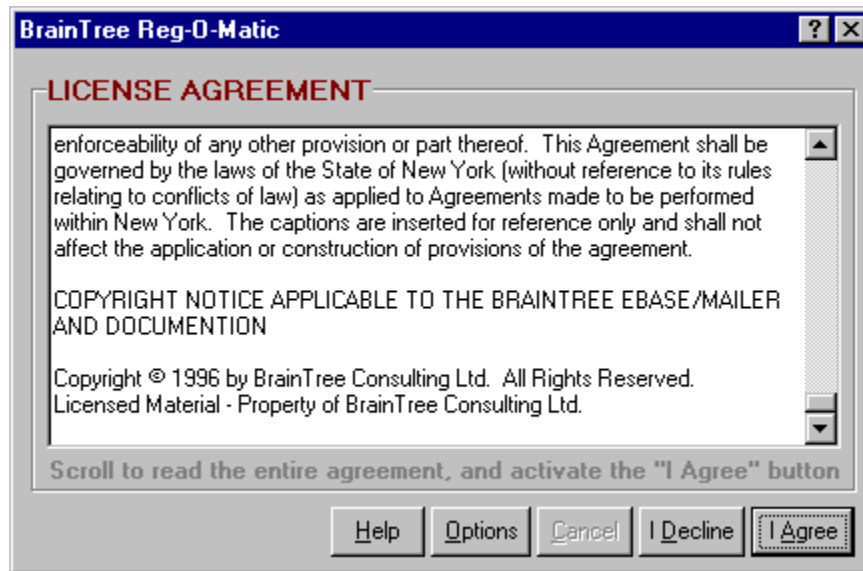 BrainTree Reg-O-Matic
LICENSE AGREEMENT
enforceability of any other provision or part thereof.  This Agreement shall be
governed by the laws of the State of New York (without reference to its rules
relating to conflicts of law) as applied to Agreements made to be performed
within New York.  The captions are inserted for reference only and shall not
affect the application or construction of provisions of the agreement.
COPYRIGHT NOTICE APPLICABLE TO THE BRAINTREE EBASE/MAILER
AND DOCUMENTION
Copyright © 1996 by BrainTree Consulting Ltd.  All Rights Reserved.
Licensed Material - Property of BrainTree Consulting Ltd.
Scroll to read the entire agreement, and activate the "I Agree" button
Help Options Cancel I Decline I Agree